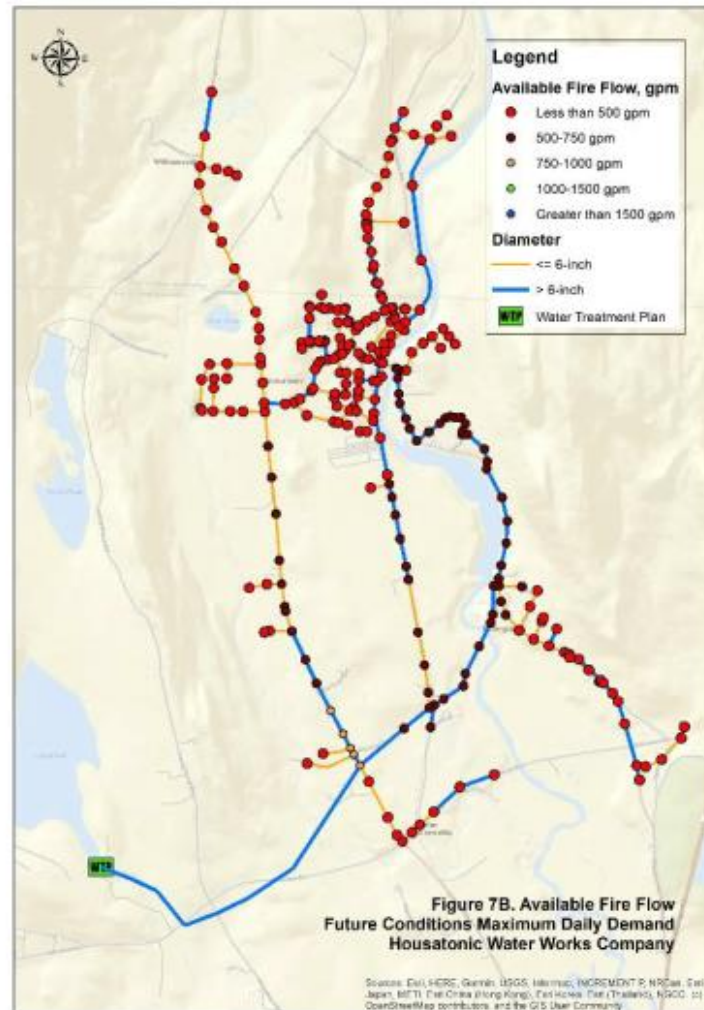 N
W
E
S
Legend
Available Fire Flow, gpm
Less than 500 gpm
500-750 gpm
750-1000 gpm
1000-1500 gpm
Greater than 1500 gpm
Diameter
<= 6-inch
> 6-inch
WTP Water Treatment Plan
WTP
Figure 7B. Available Fire Flow
Future Conditions Maximum Daily Demand
Housatonic Water Works Company
Sources: Esri, HERE, Garmin, USGS, Intermap, INCREMENT P, NRCan, Esri
Japan, METI, Esri China (Hong Kong), Esri Korea, Esri (Thailand), NGCC, (c)
OpenStreetMap contributors, and the GIS User Community